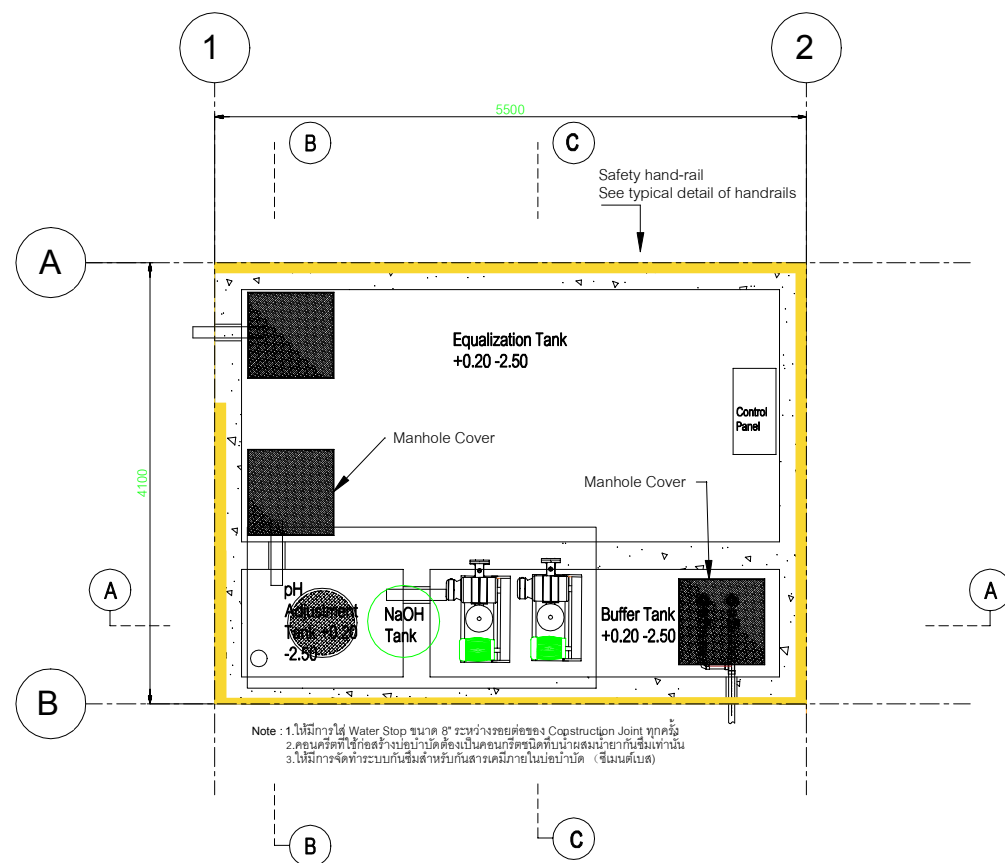 1
2
5500
B
C
Safety hand-rail
See typical detail of handrails
A
Equalization Tank
+0.20 -2.50
Control
Panel
Manhole Cover
Manhole Cover
4100
A
A
pH
Adjustment
Tank +0.20
-2.50
NaOH
Tank
Buffer Tank
+0.20 -2.50
B
Note : 1.ให้มีการใส่ Water Stop ขนาด 8" ระหว่างรอยต่อของ Construction Joint ทุกครั้ง
2.คอนครีตที่ใช้ก่อสร้างบ่อบำบัดต้องเป็นคอนกรีตชนิดทึบน้ำผสมน้ำยากันซึมเท่านั้น
3.ให้มีการจัดทำระบบกันซึมสำหรับกันสารเคมีภายในบ่อบำบัด (ซีเมนต์เบส)
B
C